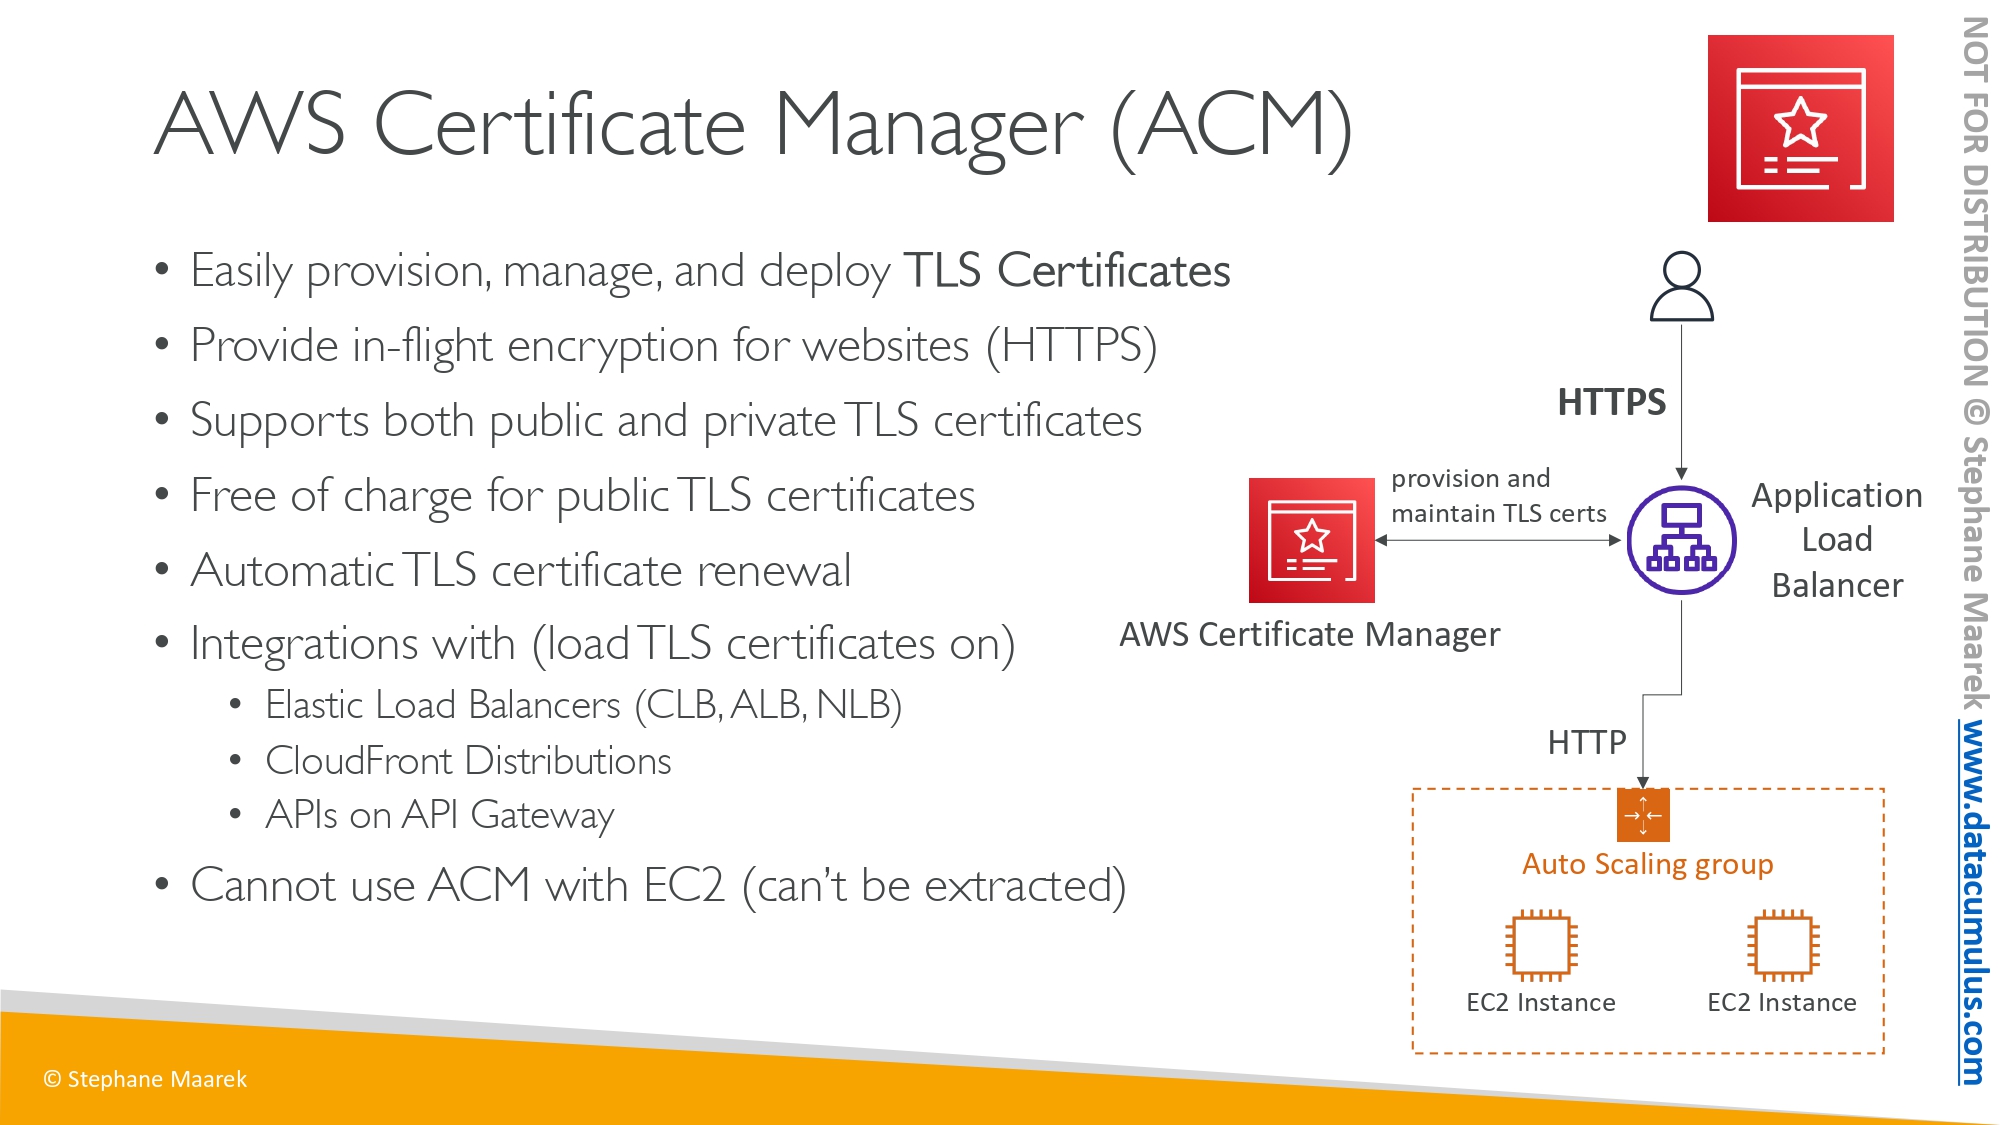 AWS Certificate Manager (ACM)
• Easily provision, manage, and deploy TLS Certificates
• Provide in-flight encryption for websites (HTTPS)
• Supports both public and private TLS certificates
• Free of charge for public TLS certificates
• Automatic TLS certificate renewal
• Integrations with (load TLS certificates on)
• Elastic Load Balancers (CLB, ALB, NLB)
• CloudFront Distributions
• APIs on API Gateway
• Cannot use ACM with EC2 (can’t be extracted)
HTTPS
provision and
maintain TLS certs
Application
Load
Balancer
AWS Certificate Manager
HTTP
Auto Scaling group
EC2 Instance
EC2 Instance
© Stephane Maarek
NOT FOR DISTRIBUTION © Stephane Maarek www.datacumulus.com